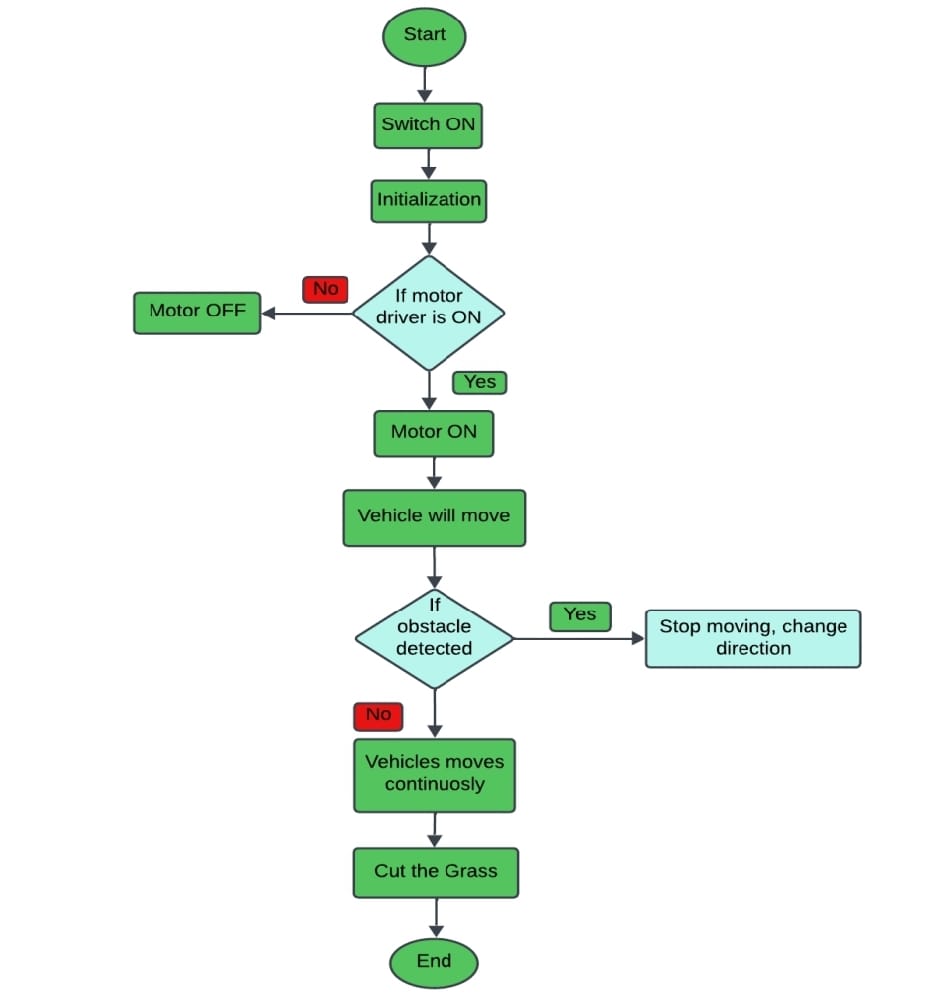 Start
Switch ON
Initialization
If motor
driver is ON
No
Motor OFF
Yes
Motor ON
Vehicle will move
If
obstacle
detected
Yes
Stop moving, change
direction
No
Vehicles moves
continuosly
Cut the Grass
End